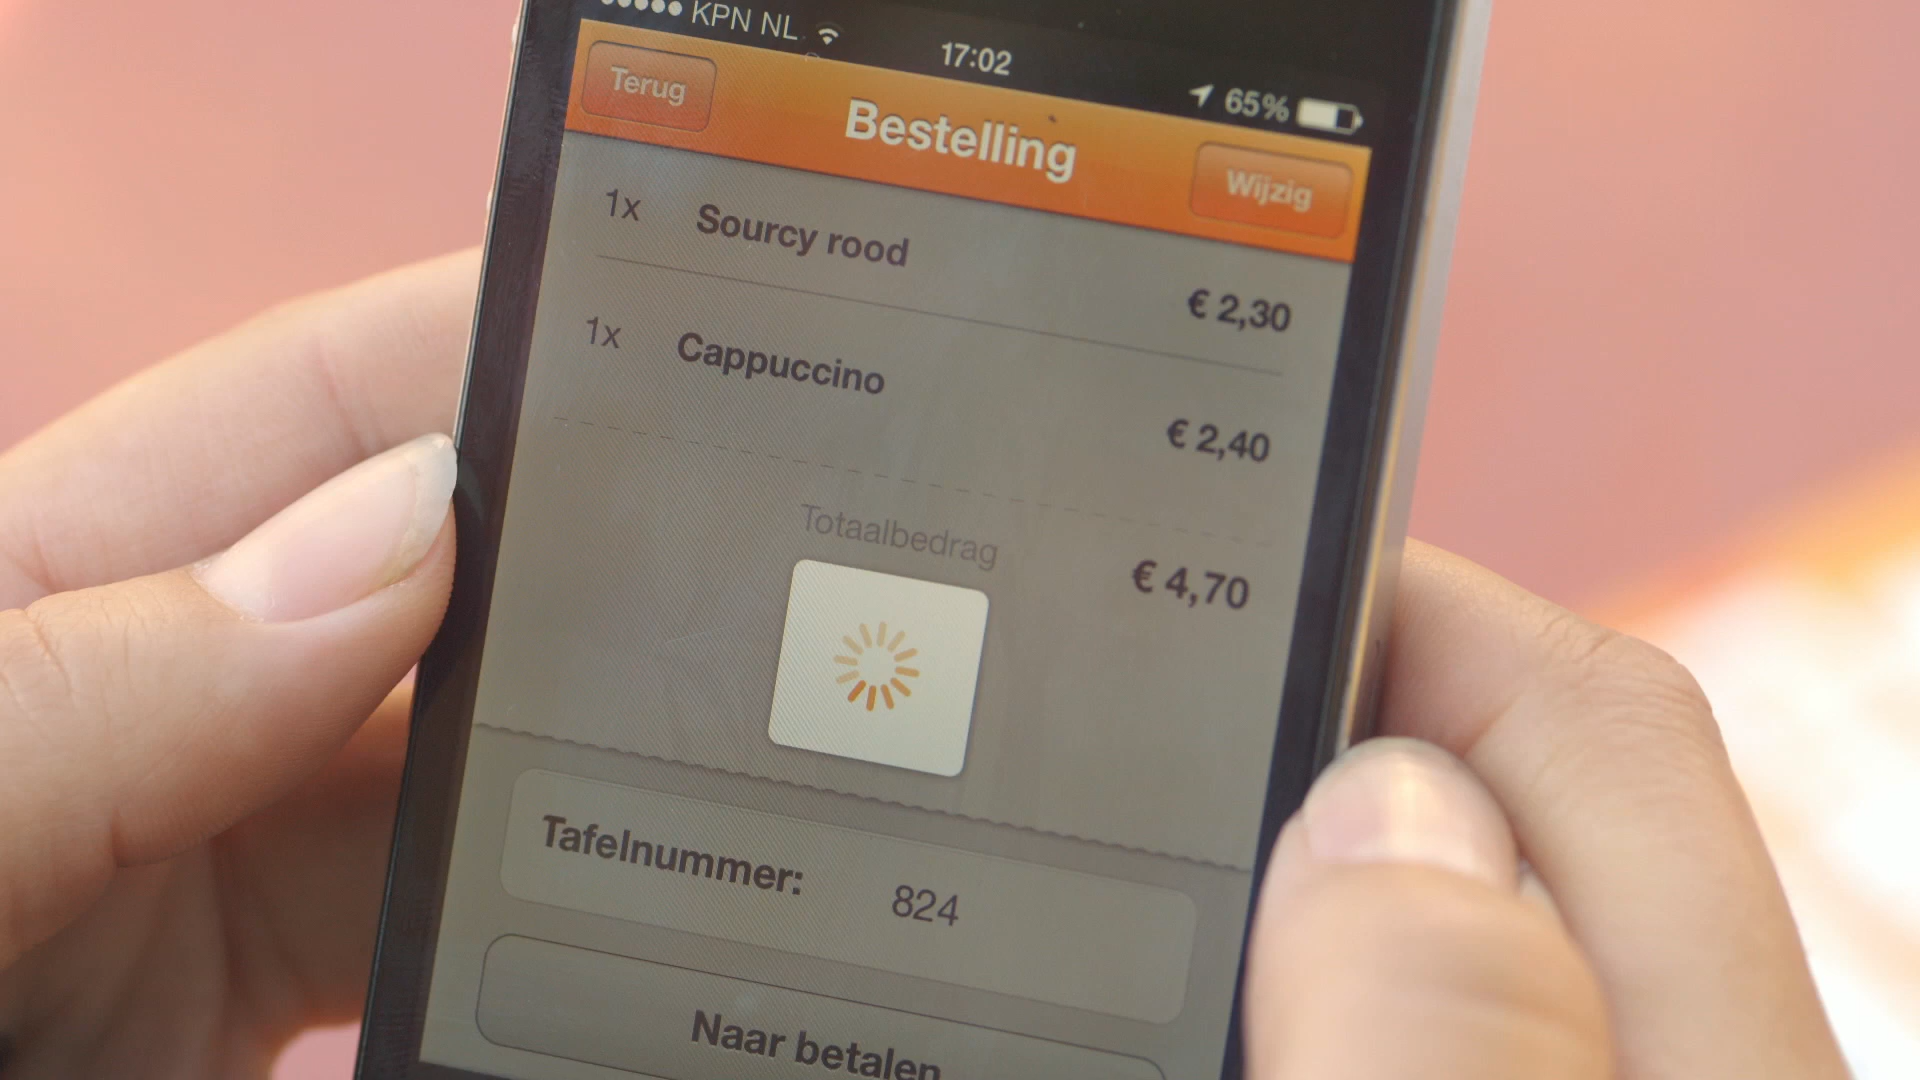 KPN NL 17:02 65%
Terug Bestelling Wijzig
1x Sourcy rood € 2,30
1x Cappuccino € 2,40
Totaalbedrag € 4,70
Tafelnummer: 824
Naar betalen